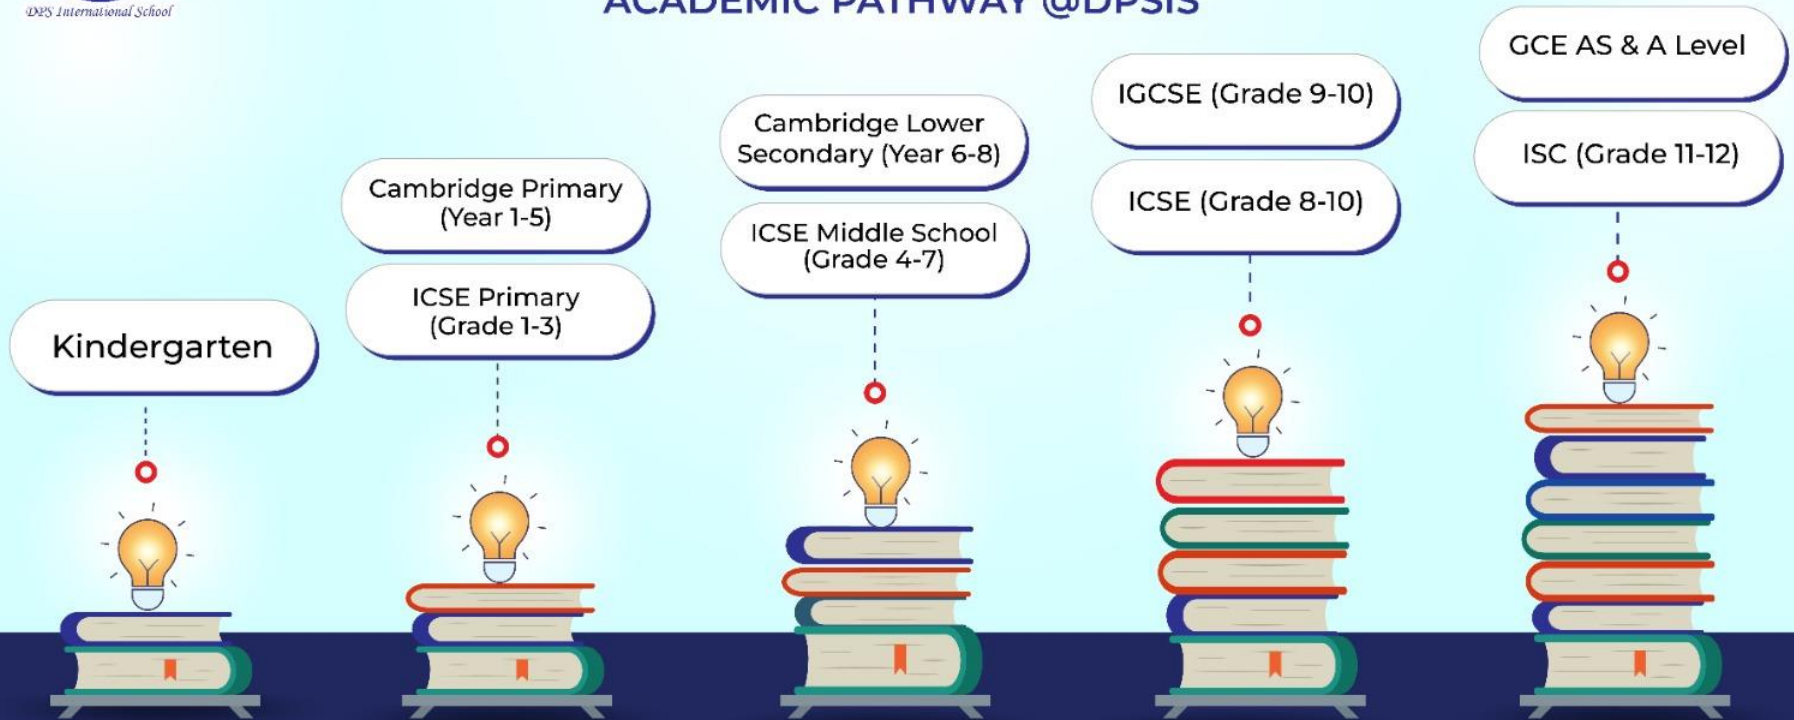 DPS International School
ACADEMIC PATHWAY @DPSIS
Kindergarten
Cambridge Primary
(Year 1-5)
ICSE Primary
(Grade 1-3)
Cambridge Lower
Secondary (Year 6-8)
ICSE Middle School
(Grade 4-7)
IGCSE (Grade 9-10)
ICSE (Grade 8-10)
GCE AS & A Level
ISC (Grade 11-12)